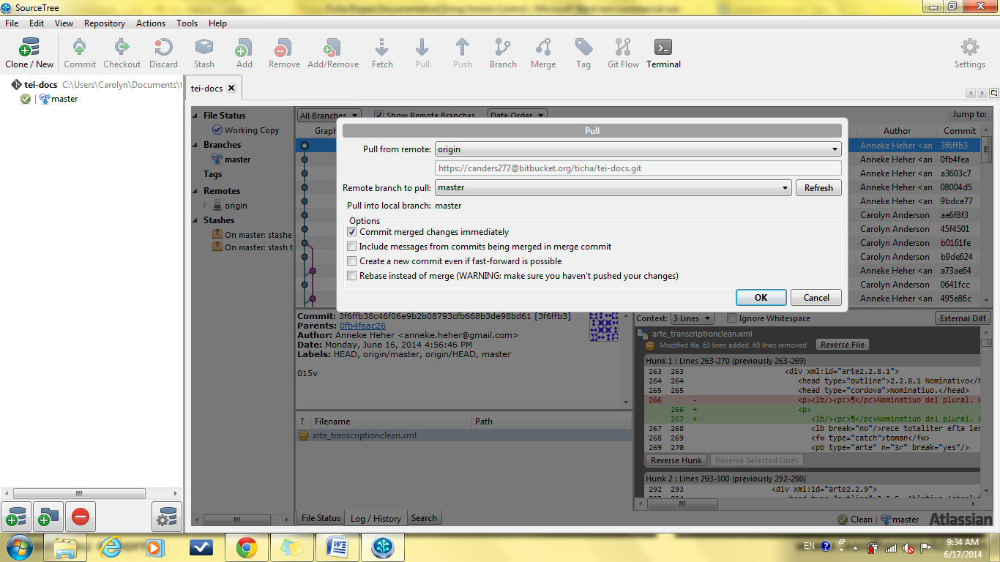 SourceTree
File Edit View Repository Actions Tools Help
Clone / New Commit Checkout Discard Stash Add Remove Add/Remove Fetch Pull Push Branch Merge Tag Git Flow Terminal Settings
tei-docs C:\Users\Carolyn\Documents\t
master
tei-docs
File Status
Working Copy
Branches
master
Tags
Remotes
origin
Stashes
On master: stashe
On master: stash t
All Branches Show Remote Branches Date Order Jump to:
Graph Author Commit
Anneke Heher <an 3f6ffb3
Anneke Heher <an 0fb4fea
Anneke Heher <an a3603c7
Anneke Heher <an 08004d5
Anneke Heher <an 9bdce77
Carolyn Anderson ae6f8f3
Carolyn Anderson 45f4501
Carolyn Anderson b0161fe
Carolyn Anderson b9de624
Anneke Heher <an a73ae64
Carolyn Anderson 0641fcc
Anneke Heher <an 495e86c
Pull
Pull from remote: origin
https://canders277@bitbucket.org/ticha/tei-docs.git
Remote branch to pull: master Refresh
Pull into local branch: master
Options
Commit merged changes immediately
Include messages from commits being merged in merge commit
Create a new commit even if fast-forward is possible
Rebase instead of merge (WARNING: make sure you haven't pushed your changes)
OK Cancel
Commit: 3f6ffb38c46f06e9b2b08793cfb668b3de98bd61 [3f6ffb3]
Parents: 0fb4feac26
Author: Anneke Heher <anneke.heher@gmail.com>
Date: Monday, June 16, 2014 4:56:46 PM
Labels: HEAD, origin/master, origin/HEAD, master
015v
? Filename Path
arte_transcriptionclean.xml
Context: 3 Lines Ignore Whitespace External Diff
arte_transcriptionclean.xml
Modified file, 63 lines added, 60 lines removed Reverse File
Hunk 1 : Lines 263-270 (previously 263-269)
263 263 <div xml:id="arte2.2.8.1">
264 264 <head type="outline">2.2.8.1 Nominativo</h
265 265 <head type="cordova">Nominatiuo.</head>
266 - <p><lb/><pc>¶</pc>Nominatiuo del plural. L
266 + <p>
267 + <lb/><pc>¶</pc>Nominatiuo del plural.
267 268 <lb break="no"/>rece totaliter eſta ler
268 269 <fw type="catch">toman</fw>
269 270 <pb type="arte" n="3r" break="yes"/>
Reverse Hunk Reverse Selected Lines
Hunk 2 : Lines 293-300 (previously 292-298)
292 293 <div xml:id="arte2.2.9">
File Status Log / History Search
Clean master Atlassian
EN 9:34 AM
6/17/2014